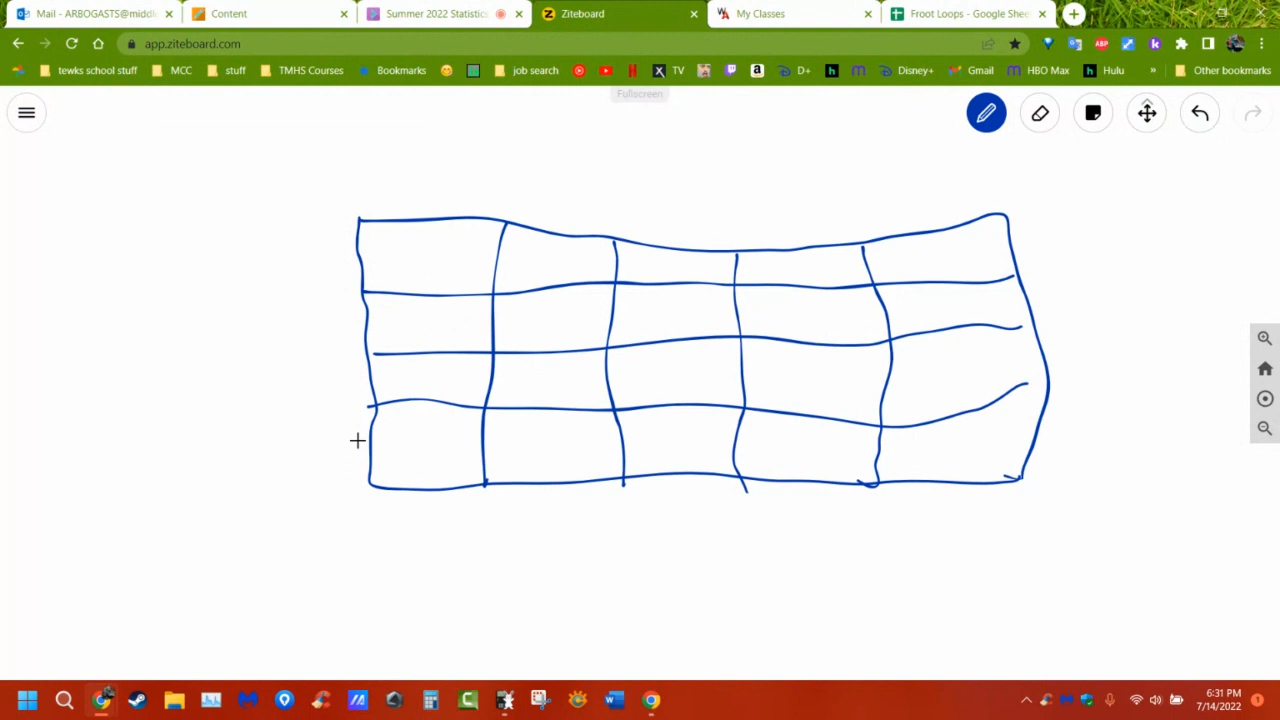 Mail - ARBOGASTS@middle
Content
Summer 2022 Statistics
Ziteboard
My Classes
Froot Loops - Google Shee
app.ziteboard.com
tewks school stuff
MCC
stuff
TMHS Courses
Bookmarks
job search
TV
D+
Disney+
Gmail
HBO Max
Hulu
»
Other bookmarks
Fullscreen
6:31 PM
7/14/2022